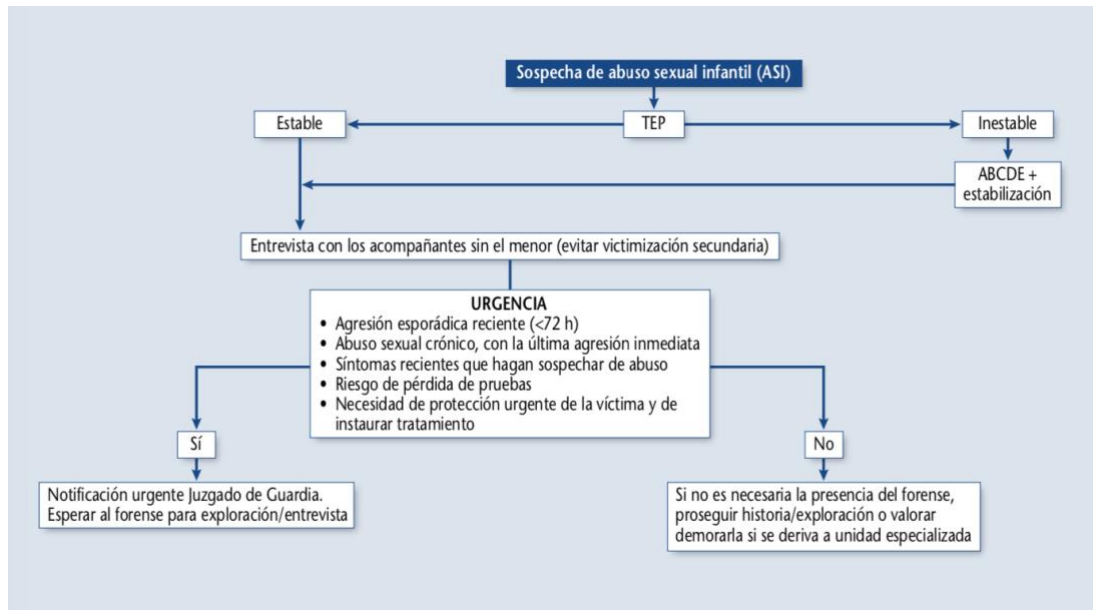 Sospecha de abuso sexual infantil (ASI)
Estable
TEP
Inestable
ABCDE +
estabilización
Entrevista con los acompañantes sin el menor (evitar victimización secundaria)
URGENCIA
• Agresión esporádica reciente (<72 h)
• Abuso sexual crónico, con la última agresión inmediata
• Síntomas recientes que hagan sospechar de abuso
• Riesgo de pérdida de pruebas
• Necesidad de protección urgente de la víctima y de
instaurar tratamiento
Sí
No
Notificación urgente Juzgado de Guardia.
Esperar al forense para exploración/entrevista
Si no es necesaria la presencia del forense,
proseguir historia/exploración o valorar
demorarla si se deriva a unidad especializada